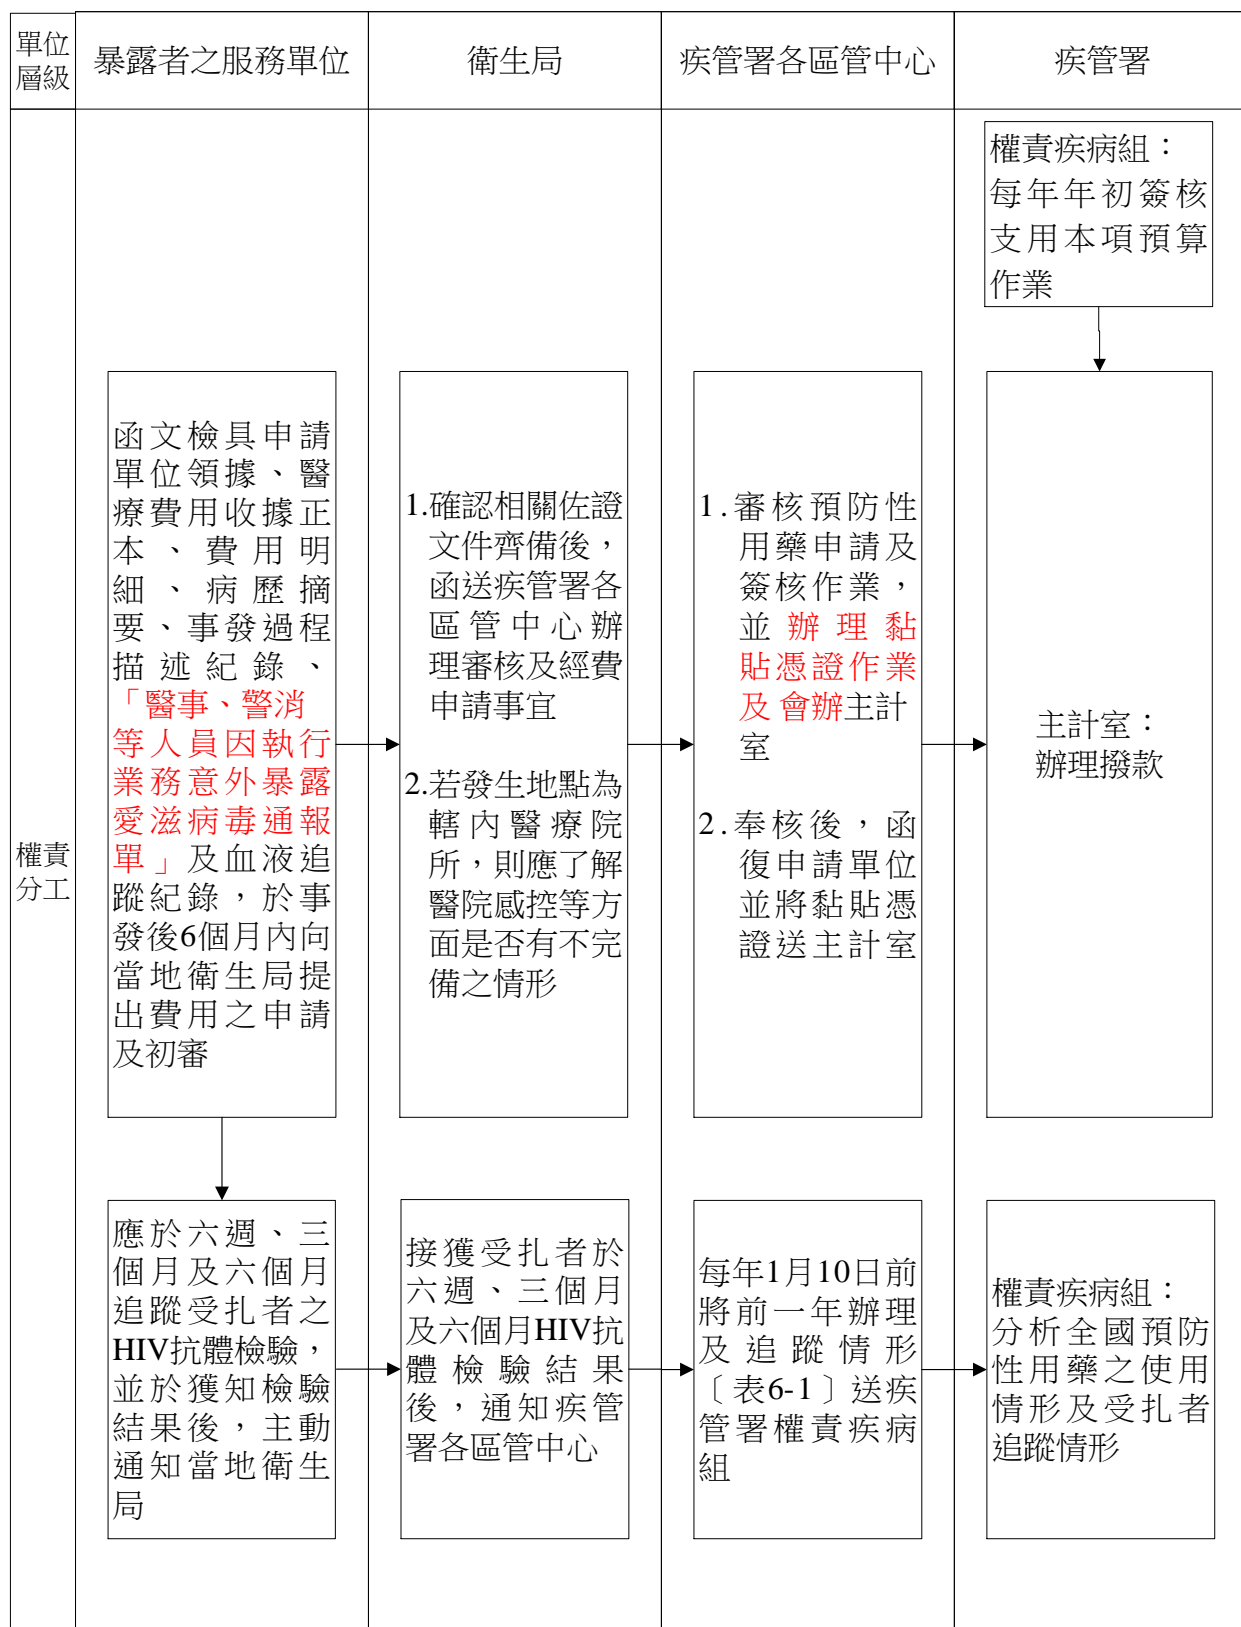 單位
層級
暴露者之服務單位
衛生局
疾管署各區管中心
疾管署
權責
分工
權責疾病組：
每年年初簽核
支用本項預算
作業
函文檢具申請
單位領據、醫
療費用收據正
本、費用明
細、病歷摘
要、事發過程
描述紀錄、
「醫事、警消
等人員因執行
業務意外暴露
愛滋病毒通報
單」及血液追
蹤紀錄，於事
發後6個月內向
當地衛生局提
出費用之申請
及初審
1.確認相關佐證
文件齊備後，
函送疾管署各
區管中心辦
理審核及經費
申請事宜
2.若發生地點為
轄內醫療院
所，則應了解
醫院感控等方
面是否有不完
備之情形
1.審核預防性
用藥申請及
簽核作業，
並辦理黏
貼憑證作業
及會辦主計
室
2.奉核後，函
復申請單位
並將黏貼憑
證送主計室
主計室：
辦理撥款
應於六週、三
個月及六個月
追蹤受扎者之
HIV抗體檢驗，
並於獲知檢驗
結果後，主動
通知當地衛生
局
接獲受扎者於
六週、三個月
及六個月HIV抗
體檢驗結果
後，通知疾管
署各區管中心
每年1月10日前
將前一年辦理
及追蹤情形
〔表6-1〕送疾
管署權責疾病
組
權責疾病組：
分析全國預防
性用藥之使用
情形及受扎者
追蹤情形